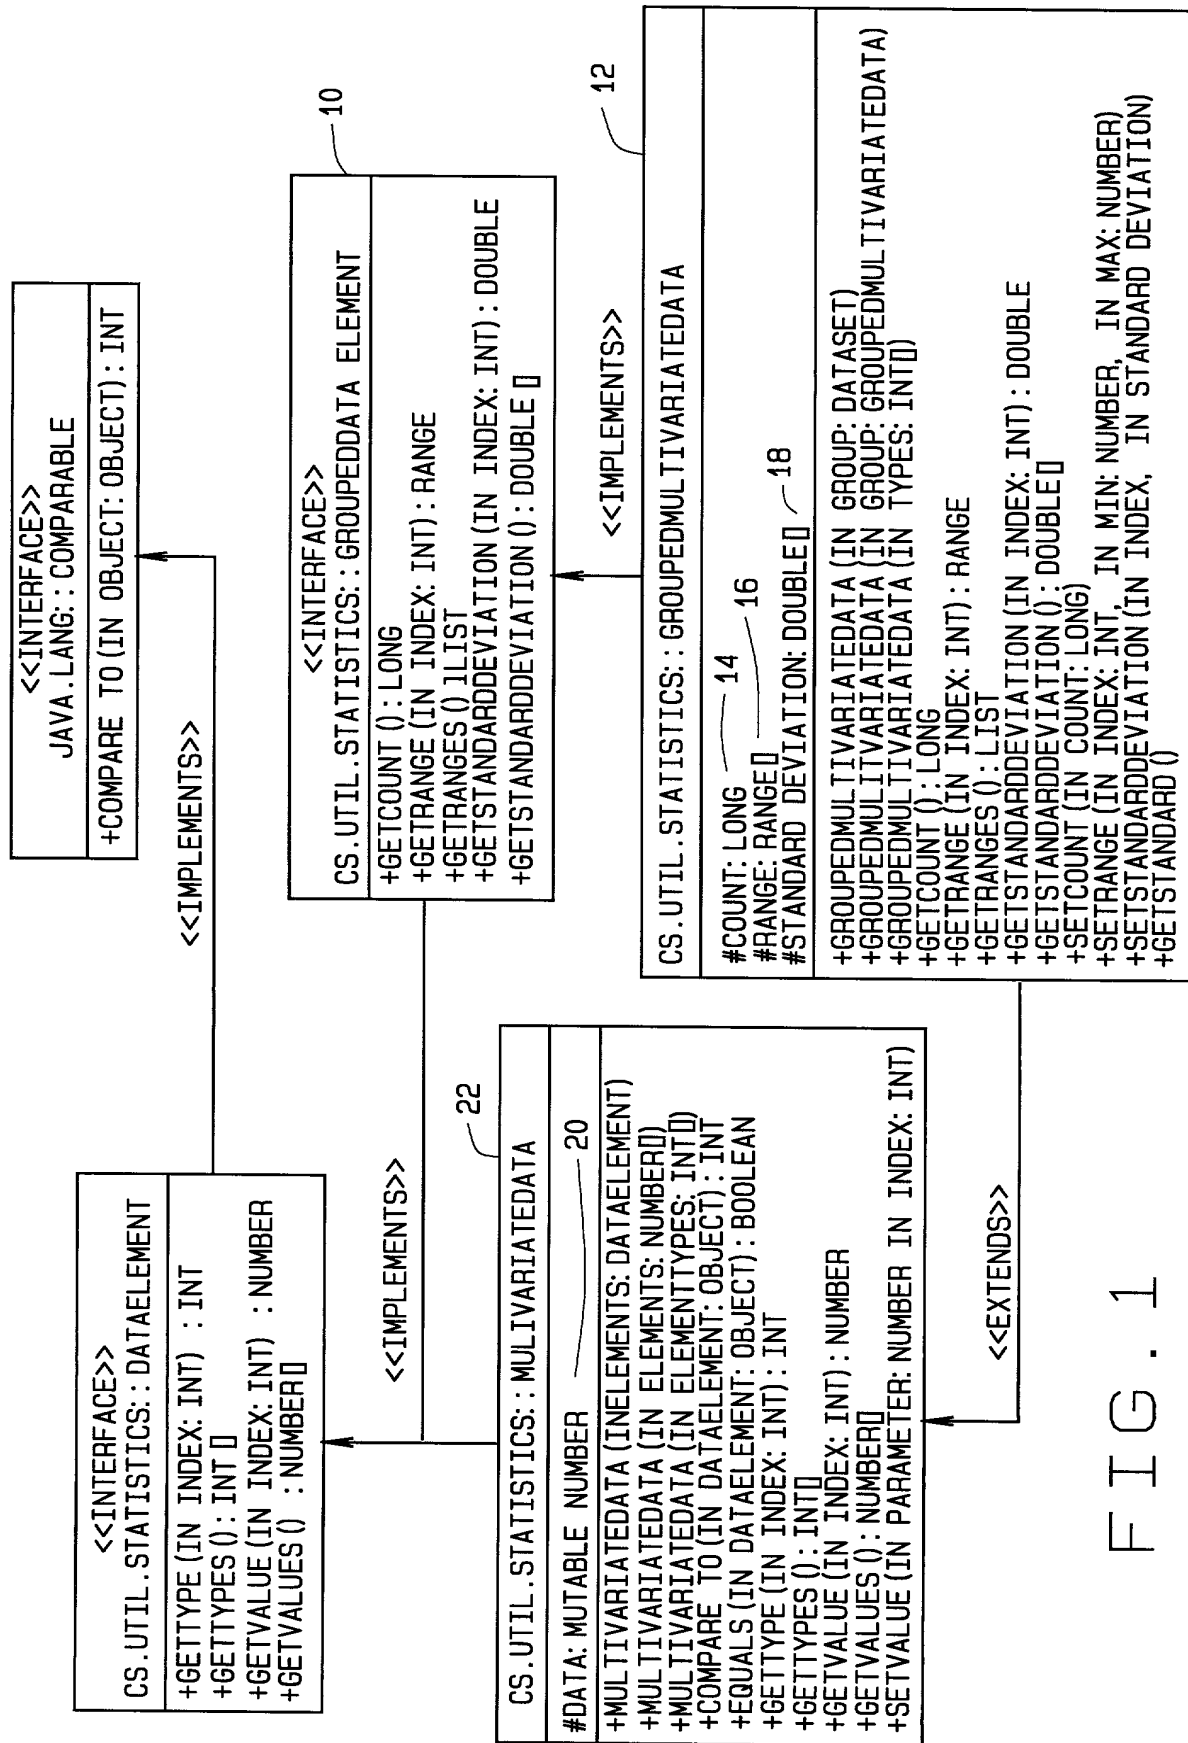 <<INTERFACE>>
JAVA.LANG::COMPARABLE
+COMPARE TO(IN OBJECT:OBJECT):INT
<<IMPLEMENTS>>
<<INTERFACE>>
CS.UTIL.STATISTICS::DATAELEMENT
+GETTYPE(IN INDEX:INT) :INT
+GETTYPES():INT []
+GETVALUE(IN INDEX:INT) :NUMBER
+GETVALUES() :NUMBER[]
<<IMPLEMENTS>>
10
<<INTERFACE>>
CS.UTIL.STATISTICS::GROUPEDDATA ELEMENT
+GETCOUNT():LONG
+GETRANGE(IN INDEX:INT):RANGE
+GETRANGES()1LIST
+GETSTANDARDDEVIATION(IN INDEX:INT):DOUBLE
+GETSTANDARDDEVIATION():DOUBLE []
<<IMPLEMENTS>>
22
CS.UTIL.STATISTICS::MULIVARIATEDATA
#DATA:MUTABLE NUMBER
20
+MULTIVARIATEDATA(INELEMENTS:DATAELEMENT)
+MULTIVARIATEDATA(IN ELEMENTS:NUMBER[])
+MULTIVARIATEDATA(IN ELEMENTTYPES:INT[])
+COMPARE TO(IN DATAELEMENT:OBJECT):INT
+EQUALS(IN DATAELEMENT:OBJECT):BOOLEAN
+GETTYPE(IN INDEX:INT):INT
+GETTYPES():INT[]
+GETVALUE(IN INDEX:INT):NUMBER
+GETVALUES():NUMBER[]
+SETVALUE(IN PARAMETER:NUMBER IN INDEX:INT)
<<EXTENDS>>
12
CS.UTIL.STATISTICS::GROUPEDMULTIVARIATEDATA
#COUNT:LONG 14
#RANGE:RANGE[] 16
#STANDARD DEVIATION:DOUBLE[] 18
+GROUPEDMULTIVARIATEDATA(IN GROUP:DATASET)
+GROUPEDMULITVARIATEDATA(IN GROUP:GROUPEDMULTIVARIATEDATA)
+GROUPEDMULTIVARIATEDATA(IN TYPES:INT[])
+GETCOUNT():LONG
+GETRANGE(IN INDEX:INT):RANGE
+GETRANGES():LIST
+GETSTANDARDDEVIATION(IN INDEX:INT):DOUBLE
+GETSTANDARDDEVIATION():DOUBLE[]
+SETCOUNT(IN COUNT:LONG)
+SETRANGE(IN INDEX:INT, IN MIN:NUMBER, IN MAX:NUMBER)
+SETSTANDARDDEVIATION(IN INDEX, IN STANDARD DEVIATION)
+GETSTANDARD()
FIG. 1